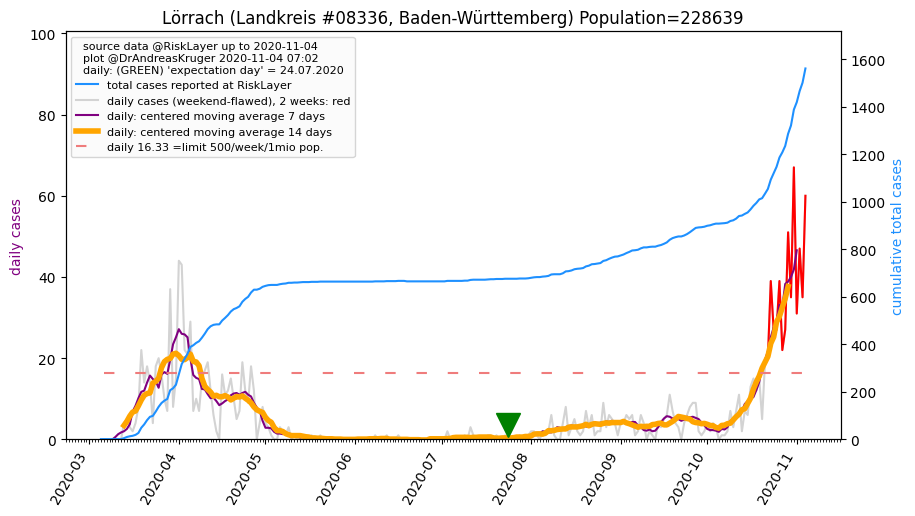 Lörrach (Landkreis #08336, Baden-Württemberg) Population=228639
source data @RiskLayer up to 2020-11-04
plot @DrAndreasKruger 2020-11-04 07:02
daily: (GREEN) 'expectation day' = 24.07.2020
total cases reported at RiskLayer
daily cases (weekend-flawed), 2 weeks: red
daily: centered moving average 7 days
daily: centered moving average 14 days
daily 16.33 =limit 500/week/1mio pop.
daily cases
100
80
60
40
20
0
cumulative total cases
1600
1400
1200
1000
800
600
400
200
0
2020-03
2020-04
2020-05
2020-06
2020-07
2020-08
2020-09
2020-10
2020-11